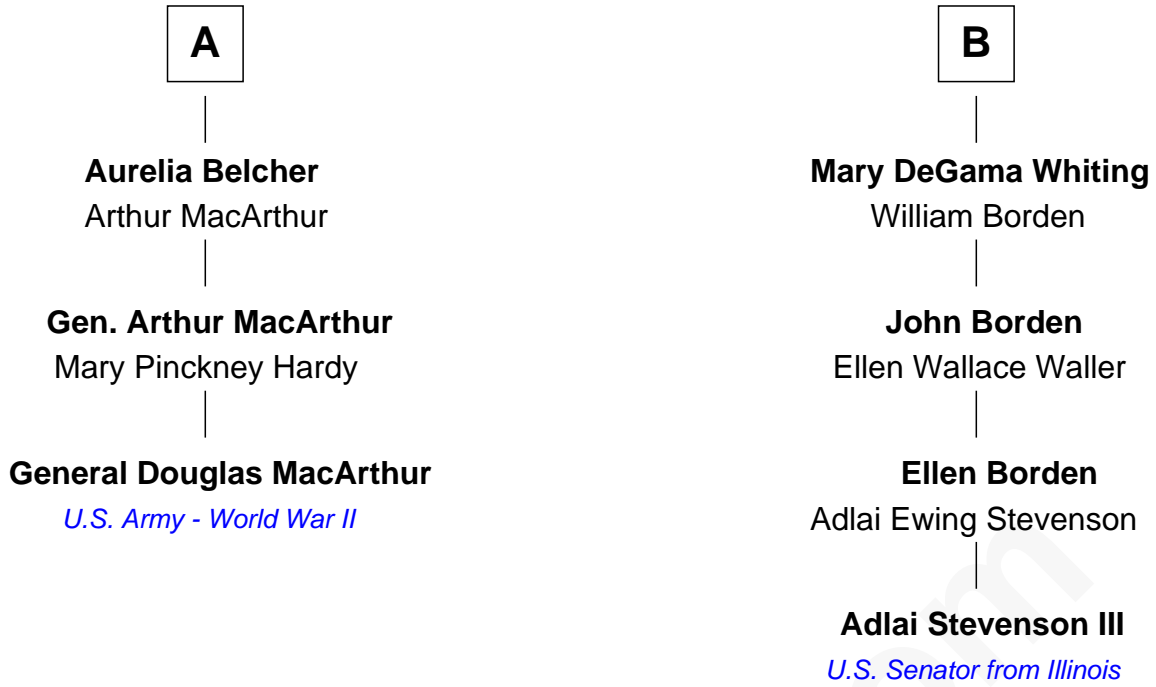 A
Aurelia Belcher
Arthur MacArthur
Gen. Arthur MacArthur
Mary Pinckney Hardy
General Douglas MacArthur
U.S. Army - World War II
B
Mary DeGama Whiting
William Borden
John Borden
Ellen Wallace Waller
Ellen Borden
Adlai Ewing Stevenson
Adlai Stevenson III
U.S. Senator from Illinois